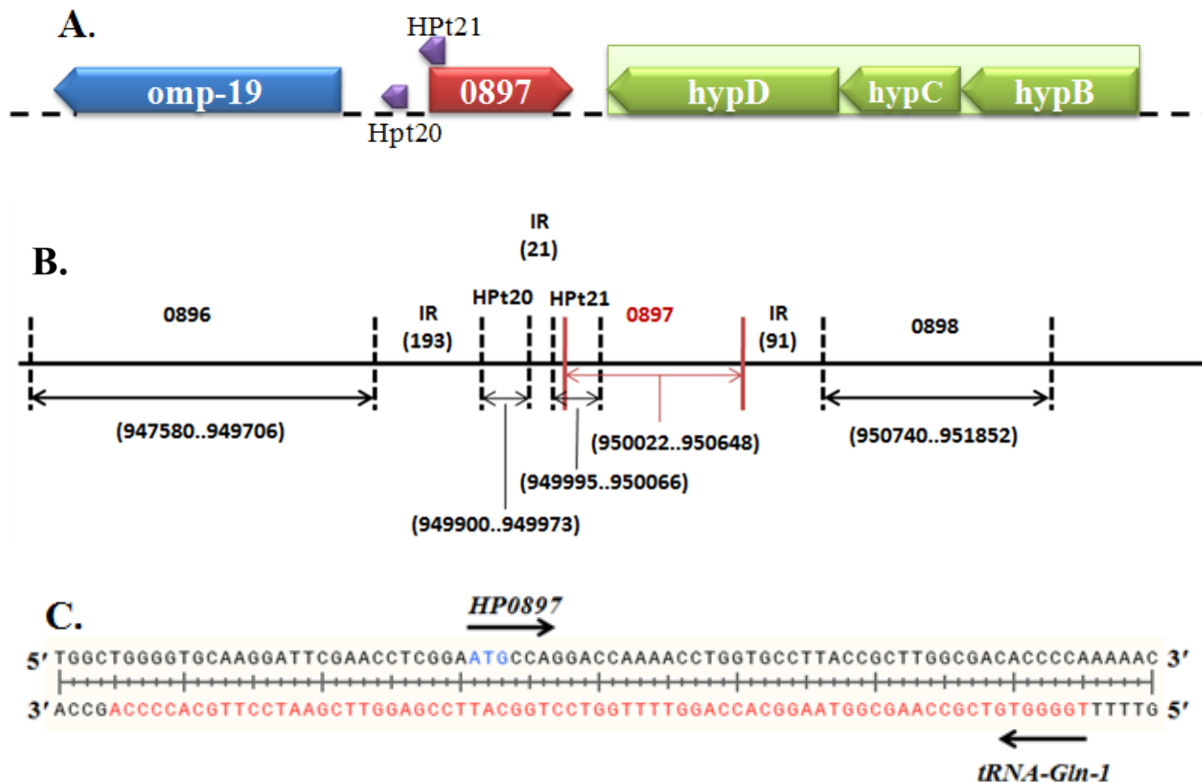 A.
HPt21
omp-19
0897
hypD
hypC
hypB
Hpt20
B.
IR
(21)
0896
IR
(193)
HPt20
HPt21
0897
IR
(91)
0898
(947580..949706)
(950022..950648)
(950740..951852)
(949995..950066)
(949900..949973)
C.
HP0897
5′ TGGCTGGGGTGCAAGGATTCGAACCTCGGAATGCCAGGACCAAAACCTGGTGCCTTACCGCTTGGCGACACCCCAAAAAC 3′
3′ ACCGACCCCACGTTCCTAAGCTTGGAGCCTTACGGTCCTGGTTTTGGACCACGGAATGGCGAACCGCTGTGGGGTTTTTG 5′
tRNA-Gln-1